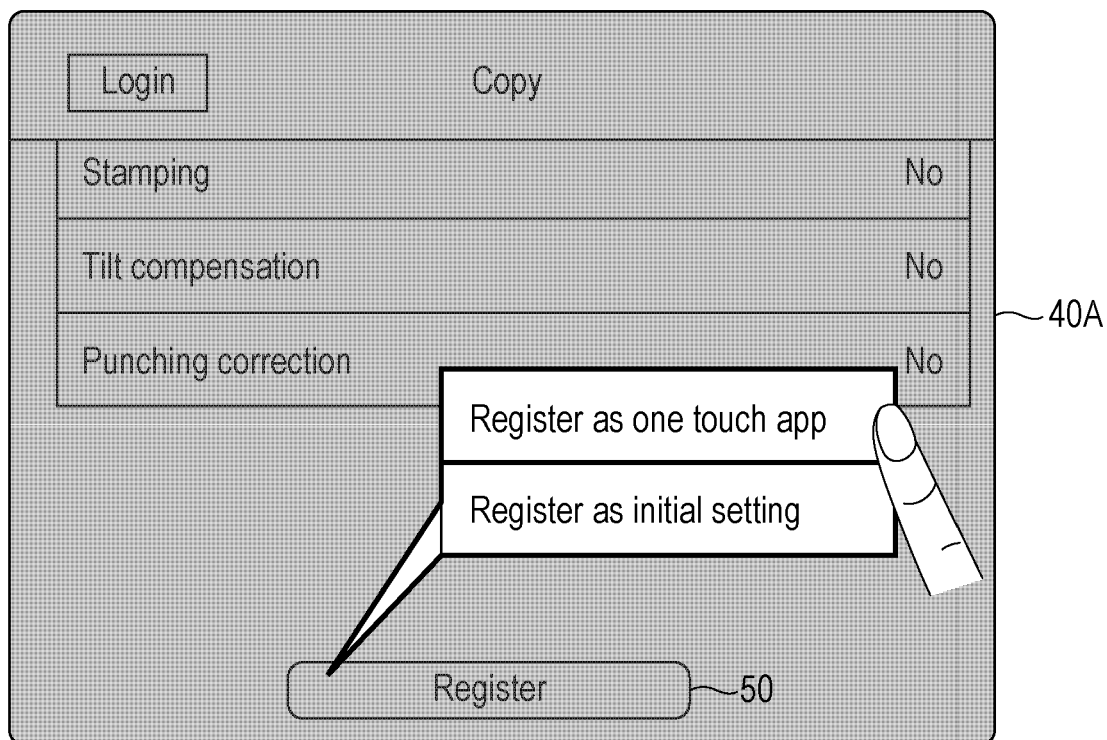 Login Copy
Stamping No
Tilt compensation No
40A
Punching correction No
Register as one touch app
Register as initial setting
Register 50